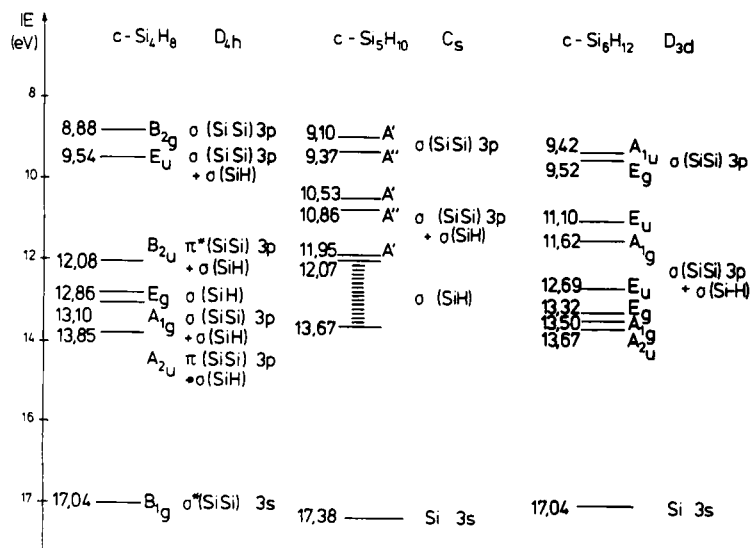 IE
(eV)
c-Si₄H₈ D₄h c-Si₅H₁₀ Cₛ c-Si₆H₁₂ D₃d
8
8,88 B₂g σ (SiSi) 3p
9,54 Eᵤ σ (SiSi) 3p
+ σ(SiH)
9,10 A'
9,37 A''
σ (SiSi) 3p
9,42 A₁ᵤ
9,52 Eg
σ(SiSi) 3p
10
10,53 A'
10,86 A'' σ (SiSi) 3p
+ σ(SiH)
11,95 A'
12,07
σ (SiH)
13,67
11,10 Eᵤ
11,62 A₁g
σ(SiSi) 3p
+ σ(SiH)
12,69 Eᵤ
13,32 Eg
13,50 A₁g
13,67 A₂ᵤ
12
12,08 B₂ᵤ π*(SiSi) 3p
+ σ(SiH)
12,86 Eg σ (SiH)
13,10 A₁g σ (SiSi) 3p
+σ(SiH)
13,85
14
A₂ᵤ π (SiSi) 3p
•σ(SiH)
16
17
17,04 B₁g σ*(SiSi) 3s
17,38 Si 3s
17,04 Si 3s